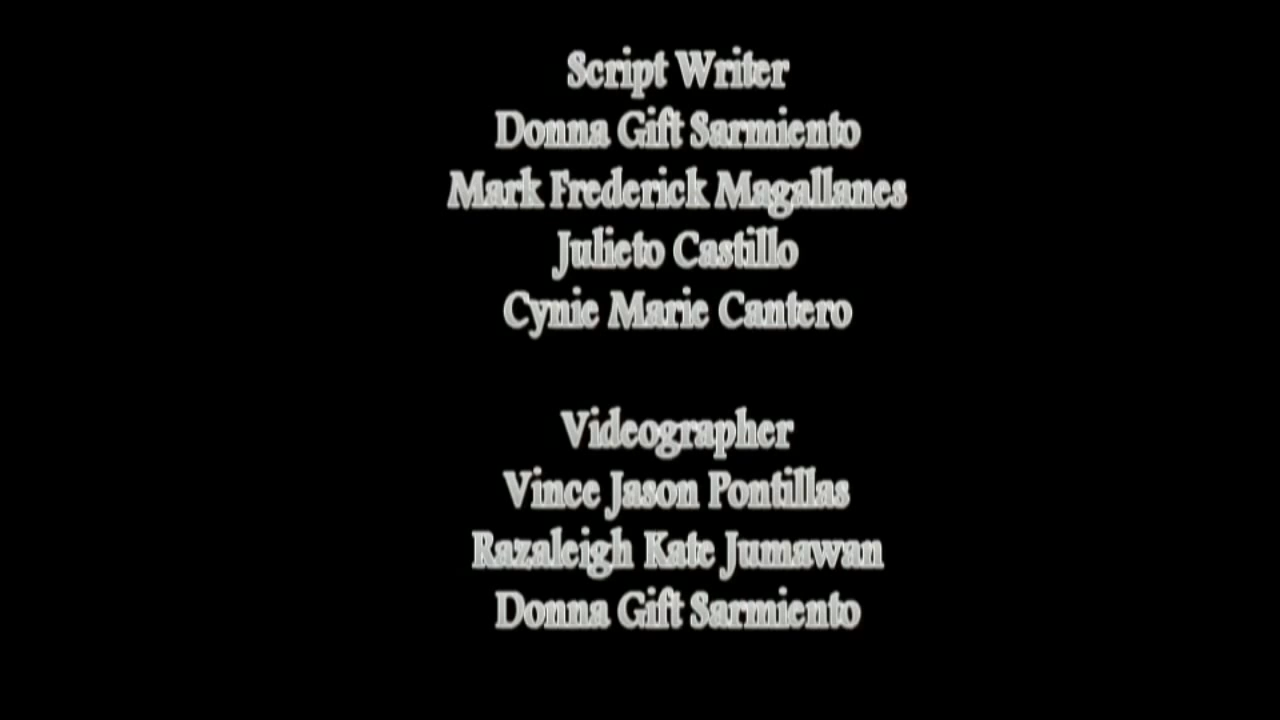 Script Writer
Donna Gift Sarmiento
Mark Frederick Magallanes
Julieto Castillo
Cynie Marie Cantero
Videographer
Vince Jason Pontillas
Razaleigh Kate Jumawan
Donna Gift Sarmiento